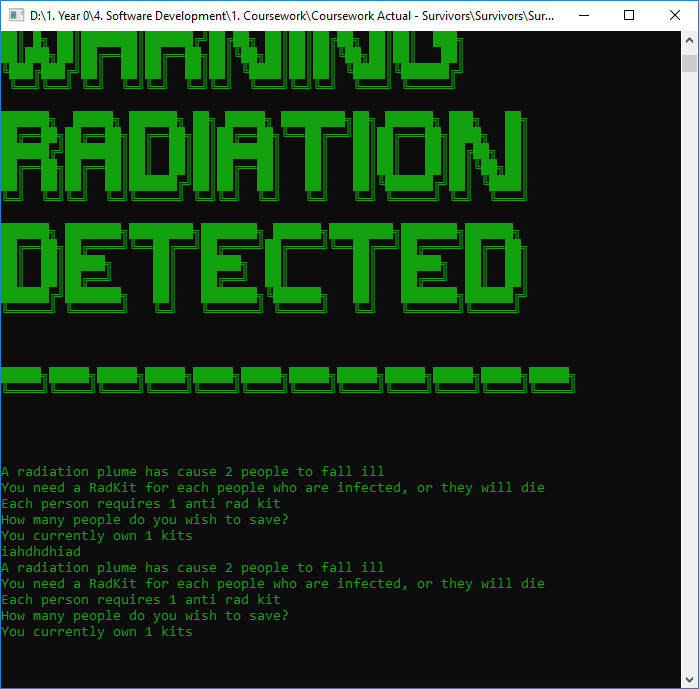 D:\1. Year 0\4. Software Development\1. Coursework\Coursework Actual - Survivors\Survivors\Sur...
WARNING
RADIATION
DETECTED
A radiation plume has cause 2 people to fall ill
You need a RadKit for each people who are infected, or they will die
Each person requires 1 anti rad kit
How many people do you wish to save?
You currently own 1 kits
iahdhdhiad
A radiation plume has cause 2 people to fall ill
You need a RadKit for each people who are infected, or they will die
Each person requires 1 anti rad kit
How many people do you wish to save?
You currently own 1 kits